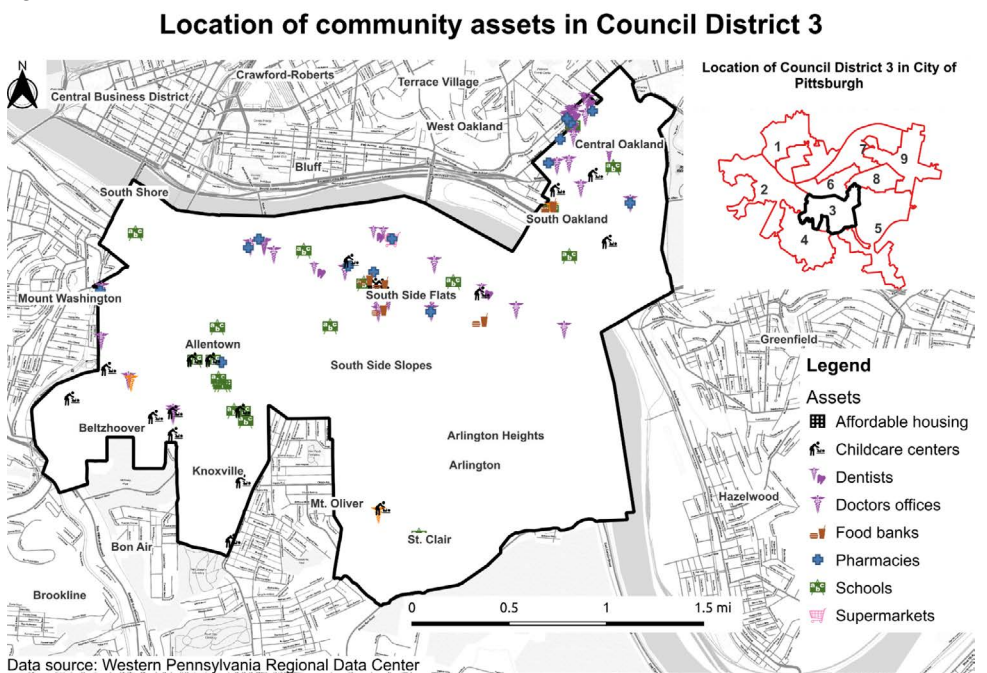 Location of community assets in Council District 3
N
Crawford-Roberts
Terrace Village
Central Business District
West Oakland
Central Oakland
Bluff
South Shore
South Oakland
Mount Washington
South Side Flats
Allentown
South Side Slopes
Beltzhoover
Arlington Heights
Arlington
Knoxville
Mt. Oliver
St. Clair
Bon Air
Brookline
Greenfield
Hazelwood
0 0.5 1 1.5 mi
Data source: Western Pennsylvania Regional Data Center
Location of Council District 3 in City of
Pittsburgh
1
7
9
2
6
8
3
5
4
Legend
Assets
Affordable housing
Childcare centers
Dentists
Doctors offices
Food banks
Pharmacies
Schools
Supermarkets